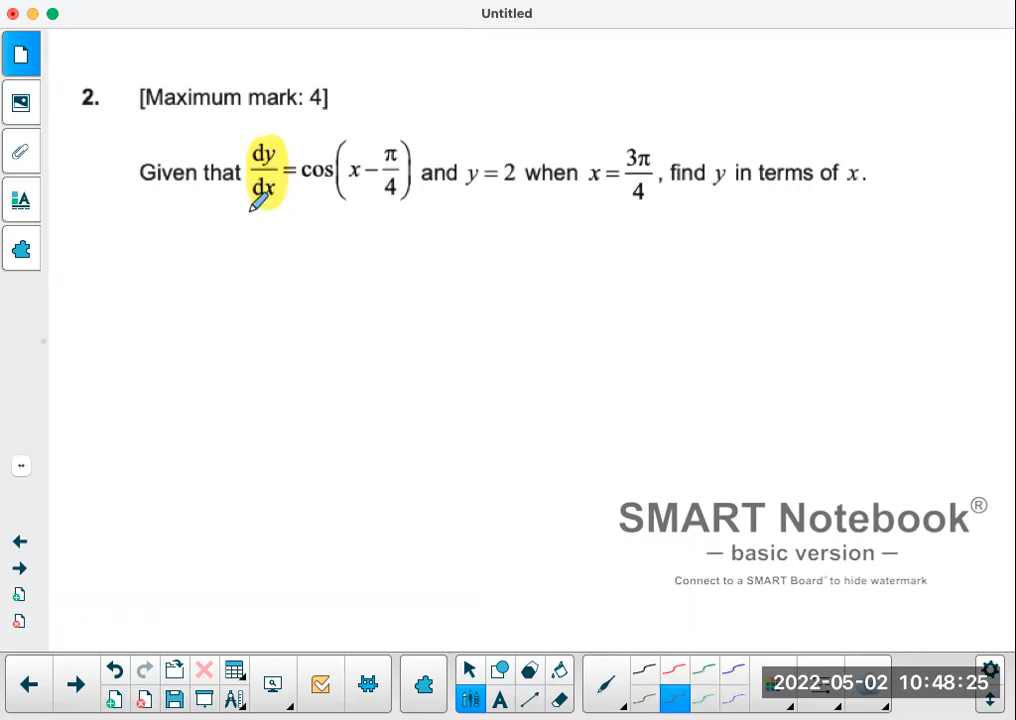 Untitled
2. [Maximum mark: 4]
Given that dy/dx = cos(x − π/4) and y = 2 when x = 3π/4, find y in terms of x.
SMART Notebook®
— basic version —
Connect to a SMART Board® to hide watermark
2022-05-02 10:48:25